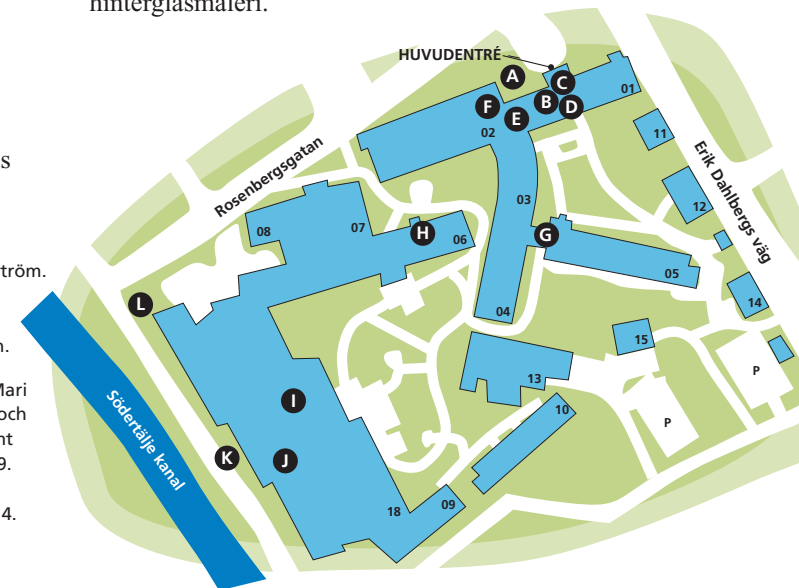 hinterglasmåleri.
s
rtröm.
n.
Mari
och
nt
9.
4.
HUVUDENTRÉ
A
C
B
D
F
E
01
02
11
Rosenbergsgatan
Erik Dahlbergs väg
03
12
08
07
H
06
G
05
L
04
14
15
13
P
Södertälje kanal
I
10
P
K
J
18
09